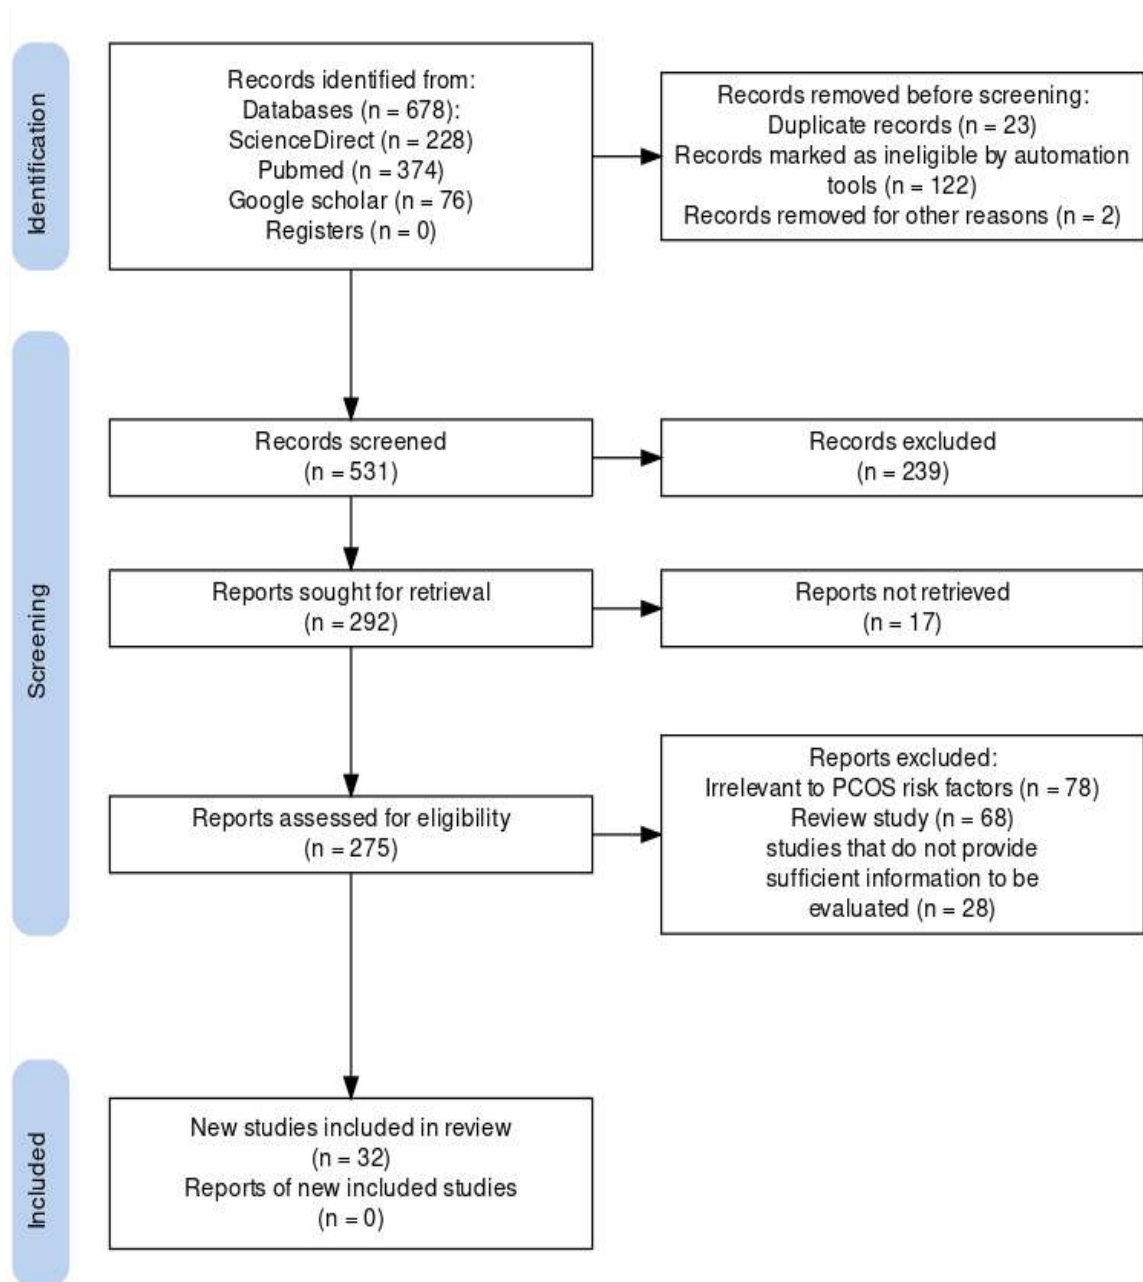 Identification
Records identified from:
Databases (n = 678):
ScienceDirect (n = 228)
Pubmed (n = 374)
Google scholar (n = 76)
Registers (n = 0)
Records removed before screening:
Duplicate records (n = 23)
Records marked as ineligible by automation
tools (n = 122)
Records removed for other reasons (n = 2)
Screening
Records screened
(n = 531)
Records excluded
(n = 239)
Reports sought for retrieval
(n = 292)
Reports not retrieved
(n = 17)
Reports assessed for eligibility
(n = 275)
Reports excluded:
Irrelevant to PCOS risk factors (n = 78)
Review study (n = 68)
studies that do not provide
sufficient information to be
evaluated (n = 28)
Included
New studies included in review
(n = 32)
Reports of new included studies
(n = 0)